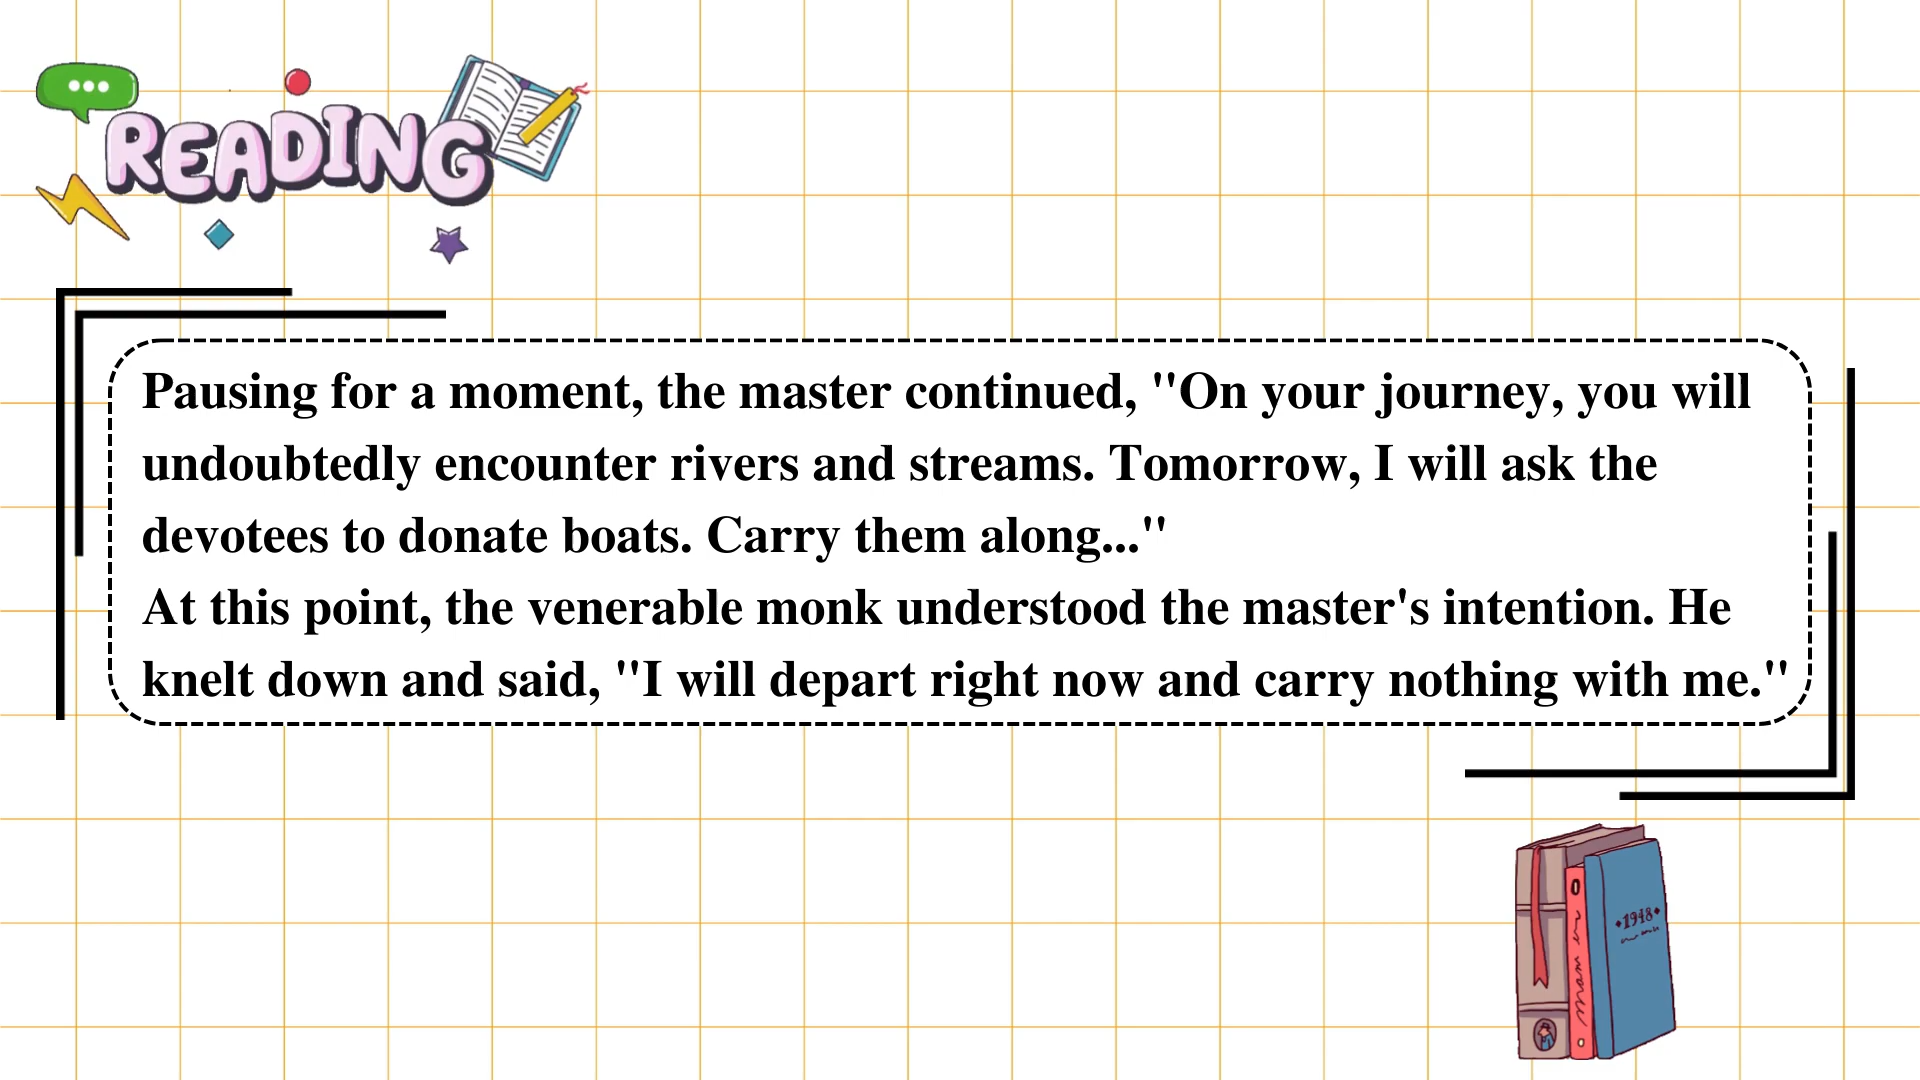 READING
Pausing for a moment, the master continued, "On your journey, you will
undoubtedly encounter rivers and streams. Tomorrow, I will ask the
devotees to donate boats. Carry them along..."
At this point, the venerable monk understood the master's intention. He
knelt down and said, "I will depart right now and carry nothing with me."
1948